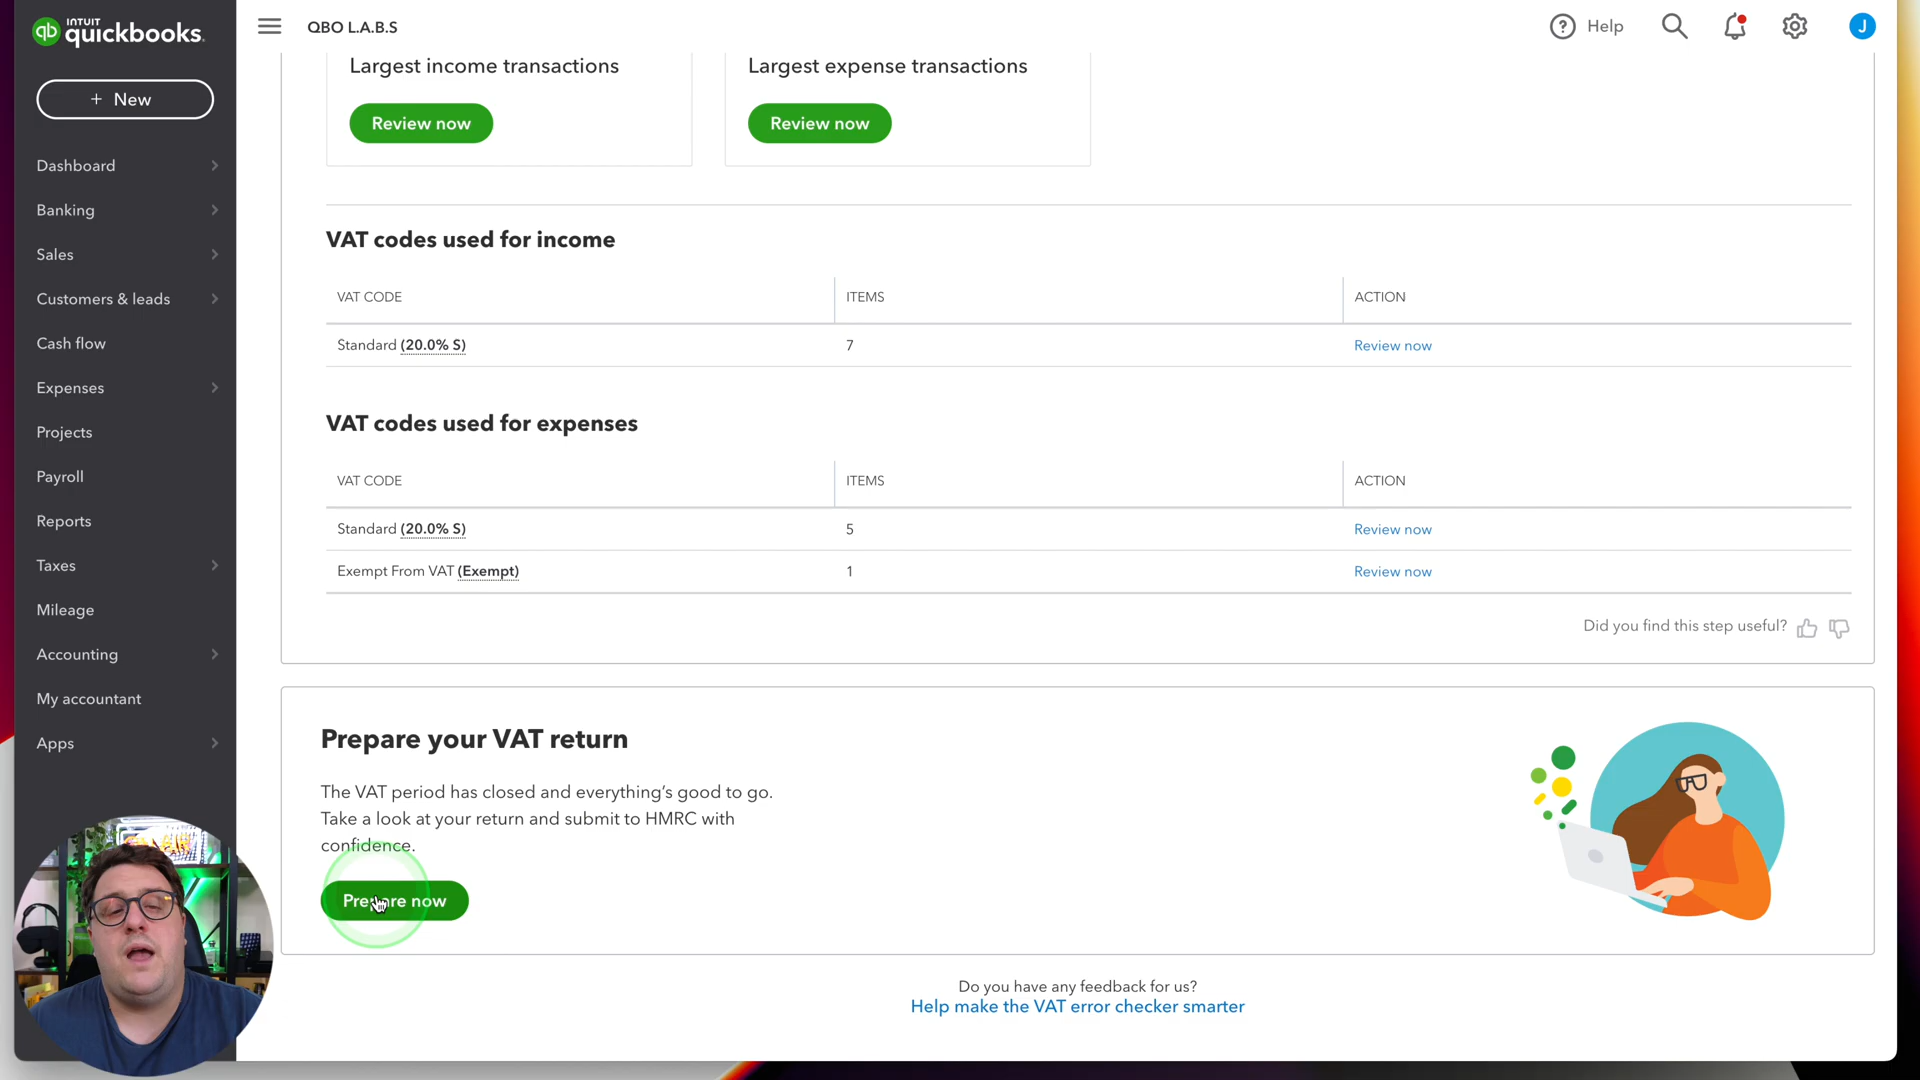 INTUIT
quickbooks.
qb
QBO L.A.B.S
Help
J
+ New
Dashboard
Banking
Sales
Customers & leads
Cash flow
Expenses
Projects
Payroll
Reports
Taxes
Mileage
Accounting
My accountant
Apps
Largest income transactions
Largest expense transactions
Review now
Review now
VAT codes used for income
VAT CODE ITEMS ACTION
Standard (20.0% S) 7 Review now
VAT codes used for expenses
VAT CODE ITEMS ACTION
Standard (20.0% S) 5 Review now
Exempt From VAT (Exempt) 1 Review now
Did you find this step useful?
Prepare your VAT return
The VAT period has closed and everything's good to go.
Take a look at your return and submit to HMRC with
confidence.
Prepare now
Do you have any feedback for us?
Help make the VAT error checker smarter